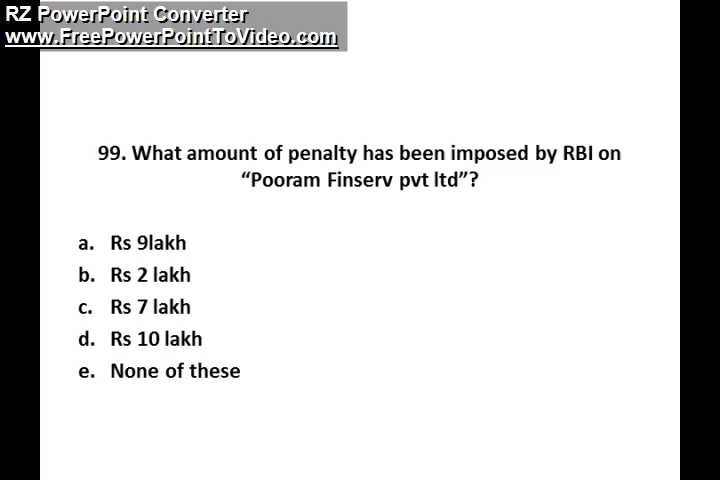 RZ PowerPoint Converter
www.FreePowerPointToVideo.com
99. What amount of penalty has been imposed by RBI on
“Pooram Finserv pvt ltd”?
a. Rs 9lakh
b. Rs 2 lakh
c. Rs 7 lakh
d. Rs 10 lakh
e. None of these